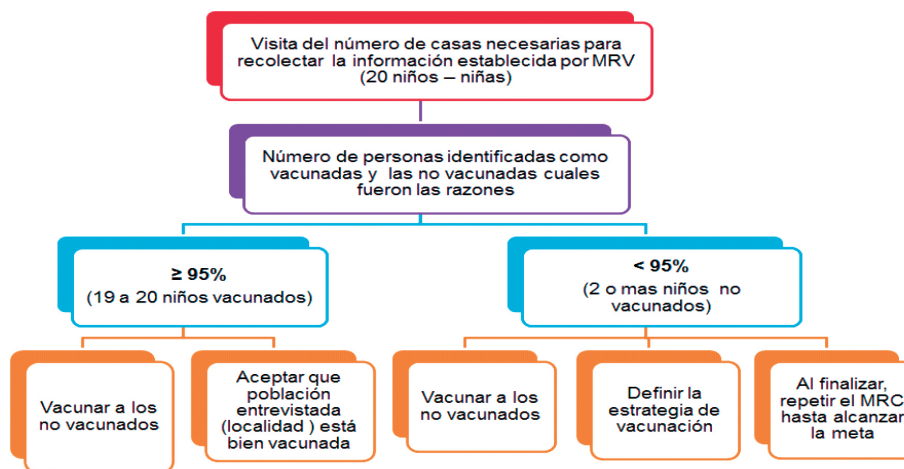 Visita del número de casas necesarias para
recolectar la información establecida por MRV
(20 niños – niñas)
Número de personas identificadas como
vacunadas y las no vacunadas cuales
fueron las razones
≥ 95%
(19 a 20 niños vacunados)
< 95%
(2 o mas niños no
vacunados)
Vacunar a los
no vacunados
Aceptar que
población
entrevistada
(localidad ) está
bien vacunada
Vacunar a los
no vacunados
Definir la
estrategia de
vacunación
Al finalizar,
repetir el MRC
hasta alcanzar
la meta